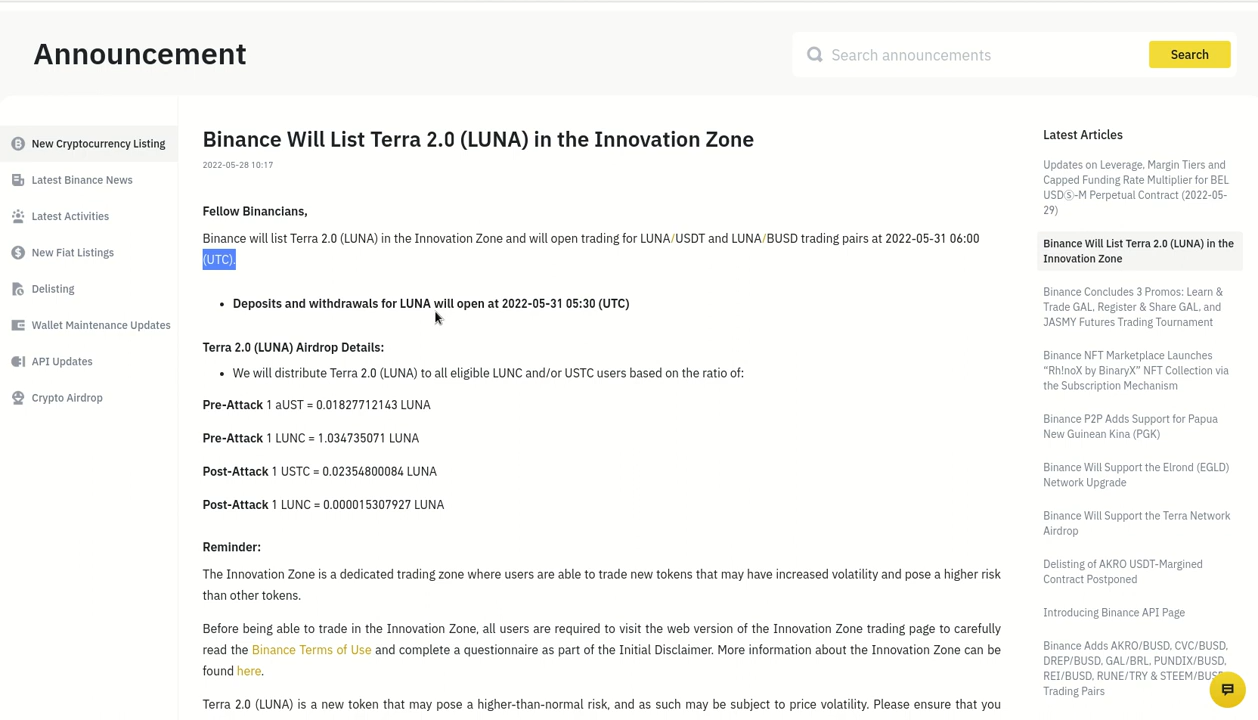 Announcement
Search announcements
Search
New Cryptocurrency Listing
Latest Binance News
Latest Activities
New Fiat Listings
Delisting
Wallet Maintenance Updates
API Updates
Crypto Airdrop
Binance Will List Terra 2.0 (LUNA) in the Innovation Zone
2022-05-28 10:17
Fellow Binancians,
Binance will list Terra 2.0 (LUNA) in the Innovation Zone and will open trading for LUNA/USDT and LUNA/BUSD trading pairs at 2022-05-31 06:00
(UTC).
• Deposits and withdrawals for LUNA will open at 2022-05-31 05:30 (UTC)
Terra 2.0 (LUNA) Airdrop Details:
• We will distribute Terra 2.0 (LUNA) to all eligible LUNC and/or USTC users based on the ratio of:
Pre-Attack 1 aUST = 0.01827712143 LUNA
Pre-Attack 1 LUNC = 1.034735071 LUNA
Post-Attack 1 USTC = 0.02354800084 LUNA
Post-Attack 1 LUNC = 0.000015307927 LUNA
Reminder:
The Innovation Zone is a dedicated trading zone where users are able to trade new tokens that may have increased volatility and pose a higher risk
than other tokens.
Before being able to trade in the Innovation Zone, all users are required to visit the web version of the Innovation Zone trading page to carefully
read the Binance Terms of Use and complete a questionnaire as part of the Initial Disclaimer. More information about the Innovation Zone can be
found here.
Terra 2.0 (LUNA) is a new token that may pose a higher-than-normal risk, and as such may be subject to price volatility. Please ensure that you
Latest Articles
Updates on Leverage, Margin Tiers and
Capped Funding Rate Multiplier for BEL
USDⓈ-M Perpetual Contract (2022-05-
29)
Binance Will List Terra 2.0 (LUNA) in the
Innovation Zone
Binance Concludes 3 Promos: Learn &
Trade GAL, Register & Share GAL, and
JASMY Futures Trading Tournament
Binance NFT Marketplace Launches
“Rh!noX by BinaryX” NFT Collection via
the Subscription Mechanism
Binance P2P Adds Support for Papua
New Guinean Kina (PGK)
Binance Will Support the Elrond (EGLD)
Network Upgrade
Binance Will Support the Terra Network
Airdrop
Delisting of AKRO USDT-Margined
Contract Postponed
Introducing Binance API Page
Binance Adds AKRO/BUSD, CVC/BUSD,
DREP/BUSD, GAL/BRL, PUNDIX/BUSD,
REI/BUSD, RUNE/TRY & STEEM/BUSD
Trading Pairs